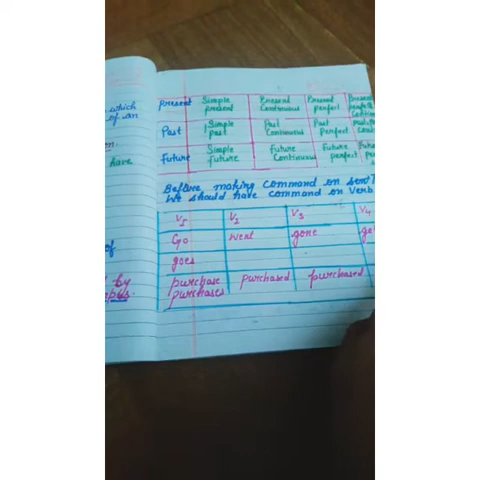 which
of an
have
of
by
Present Simple present Present Continuous Present perfect Present
Past Simple past Past Continuous Past perfect
Future Simple future Future Continuous Future perfect
Before making command on
We should have command on Verb
V1 V2 V3 V4
Go went gone
goes
purchase purchased purchased
purchases